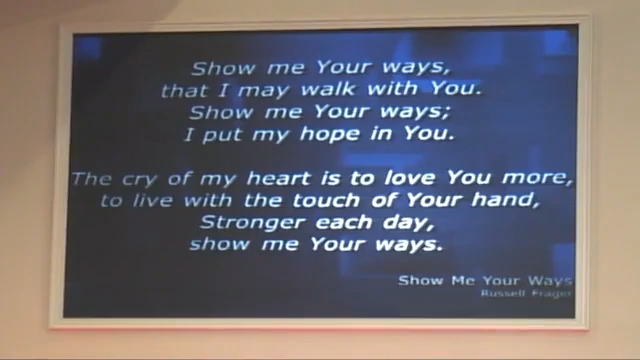 Show me Your ways,
that I may walk with You.
Show me Your ways;
I put my hope in You.
The cry of my heart is to love You more,
to live with the touch of Your hand,
Stronger each day,
show me Your ways.
Show Me Your Ways
Russell Frager